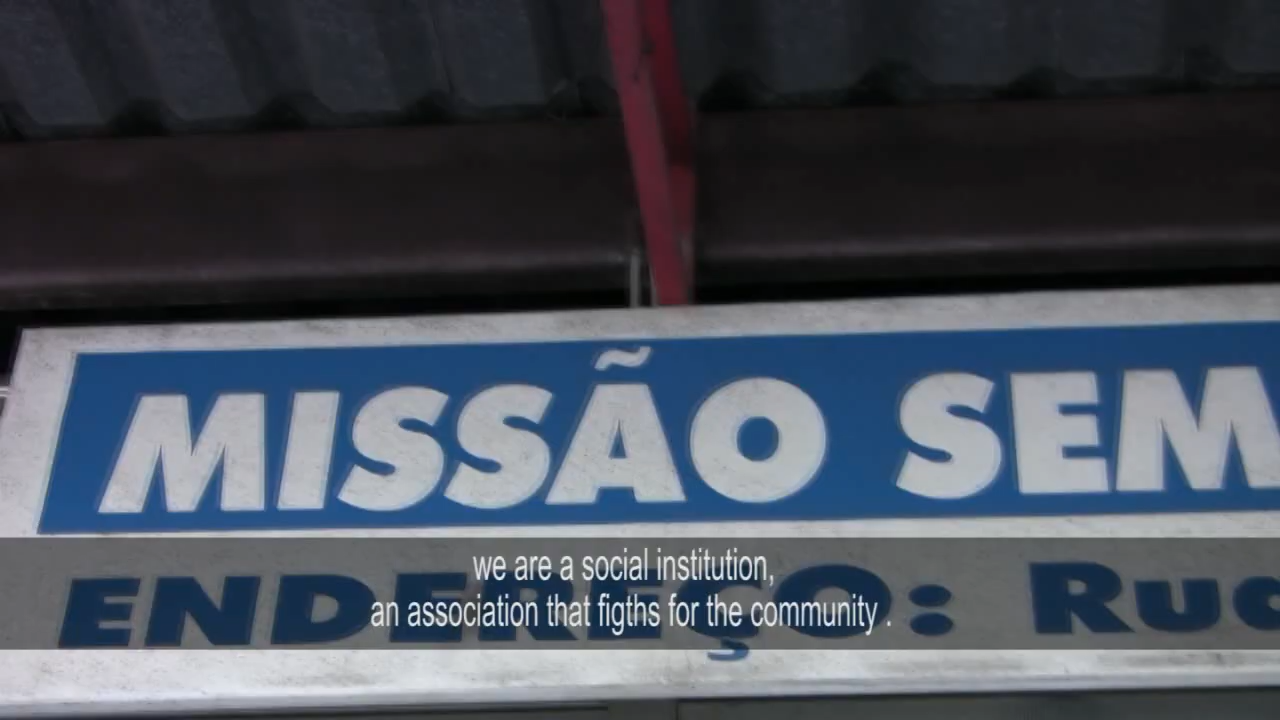 MISSÃO SEM
we are a social institution,
an association that figths for the community .
ENDEREÇO: Rua